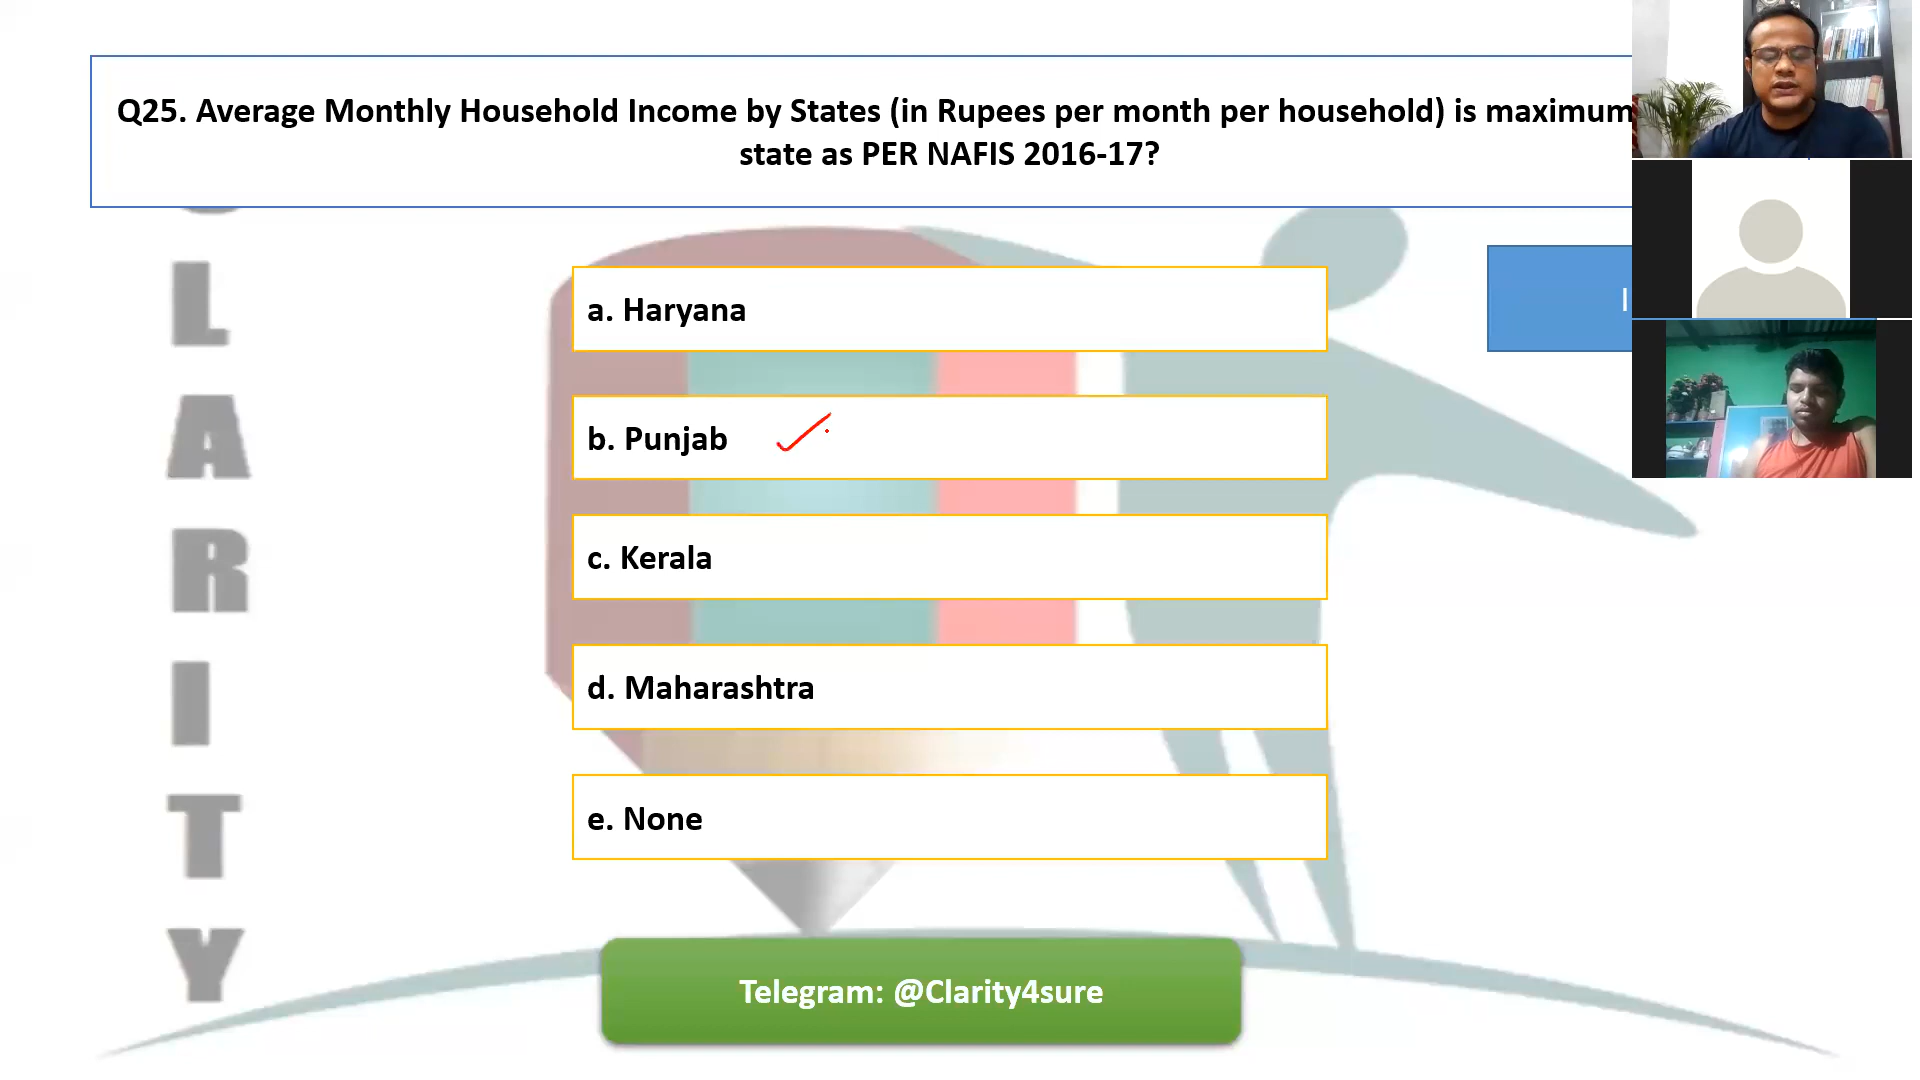 Q25. Average Monthly Household Income by States (in Rupees per month per household) is maximum
state as PER NAFIS 2016-17?
a. Haryana
b. Punjab
c. Kerala
d. Maharashtra
e. None
L
A
R
I
T
Y
Telegram: @Clarity4sure